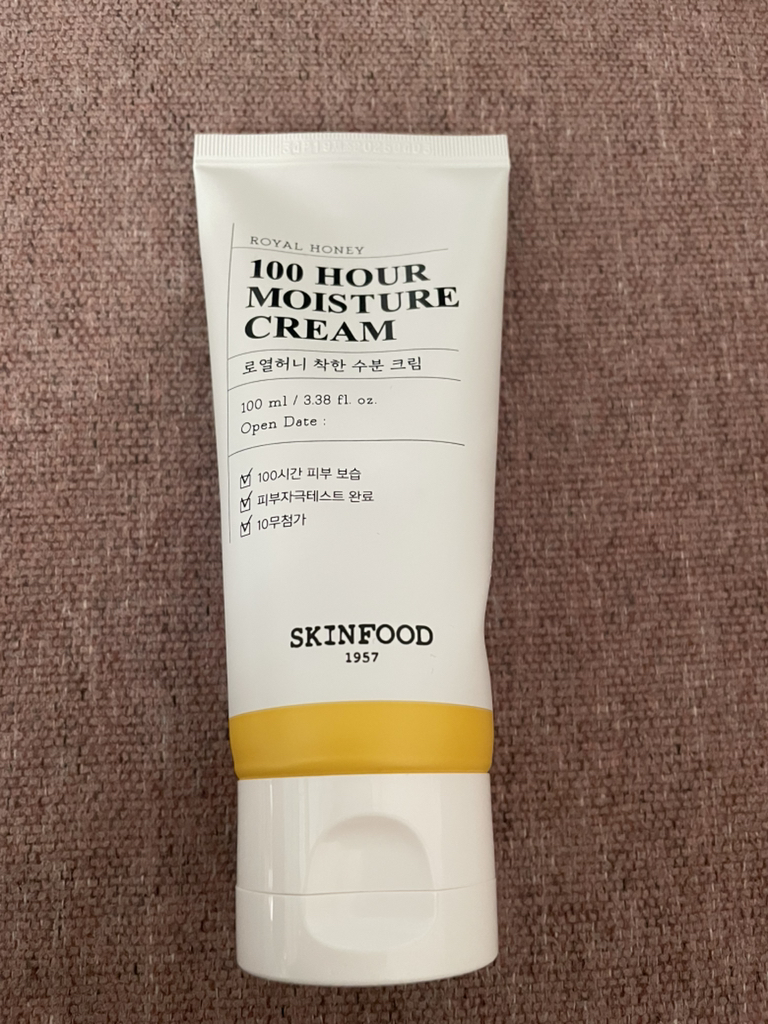 ROYAL HONEY
100 HOUR
MOISTURE
CREAM
로열허니 착한 수분 크림
100 ml / 3.38 fl. oz.
Open Date :
100시간 피부 보습
피부자극테스트 완료
10무첨가
SKINFOOD
1957